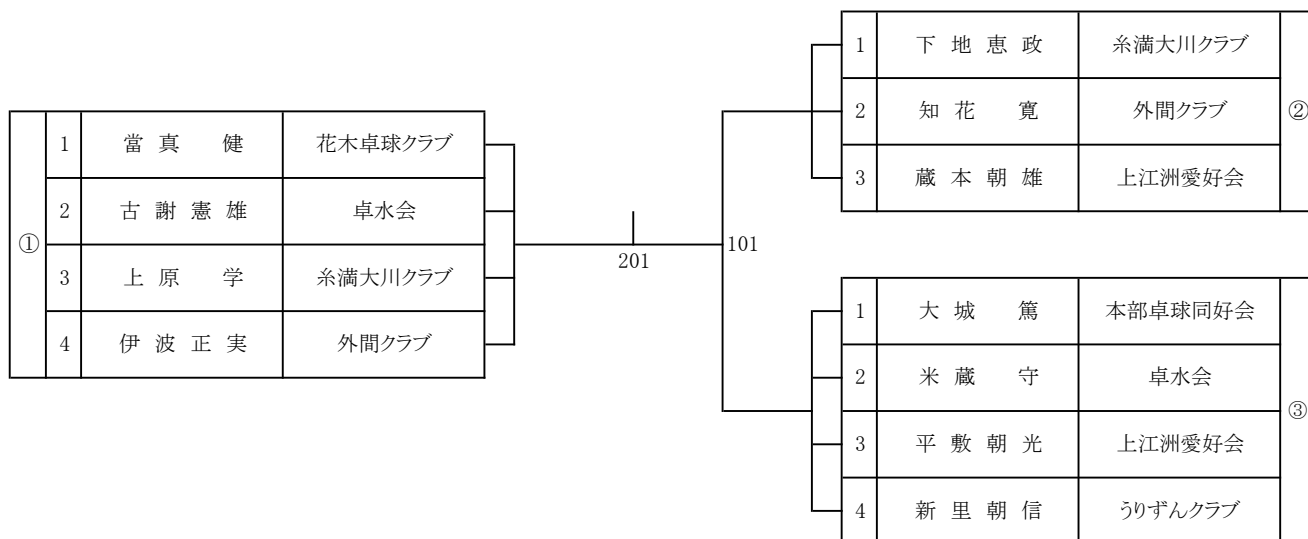 ①
1 當真 健 花木卓球クラブ
2 古謝憲雄 卓水会
3 上原 学 糸満大川クラブ
4 伊波正実 外間クラブ
201
101
②
1 下地恵政 糸満大川クラブ
2 知花 寛 外間クラブ
3 蔵本朝雄 上江洲愛好会
③
1 大城 篤 本部卓球同好会
2 米蔵 守 卓水会
3 平敷朝光 上江洲愛好会
4 新里朝信 うりずんクラブ